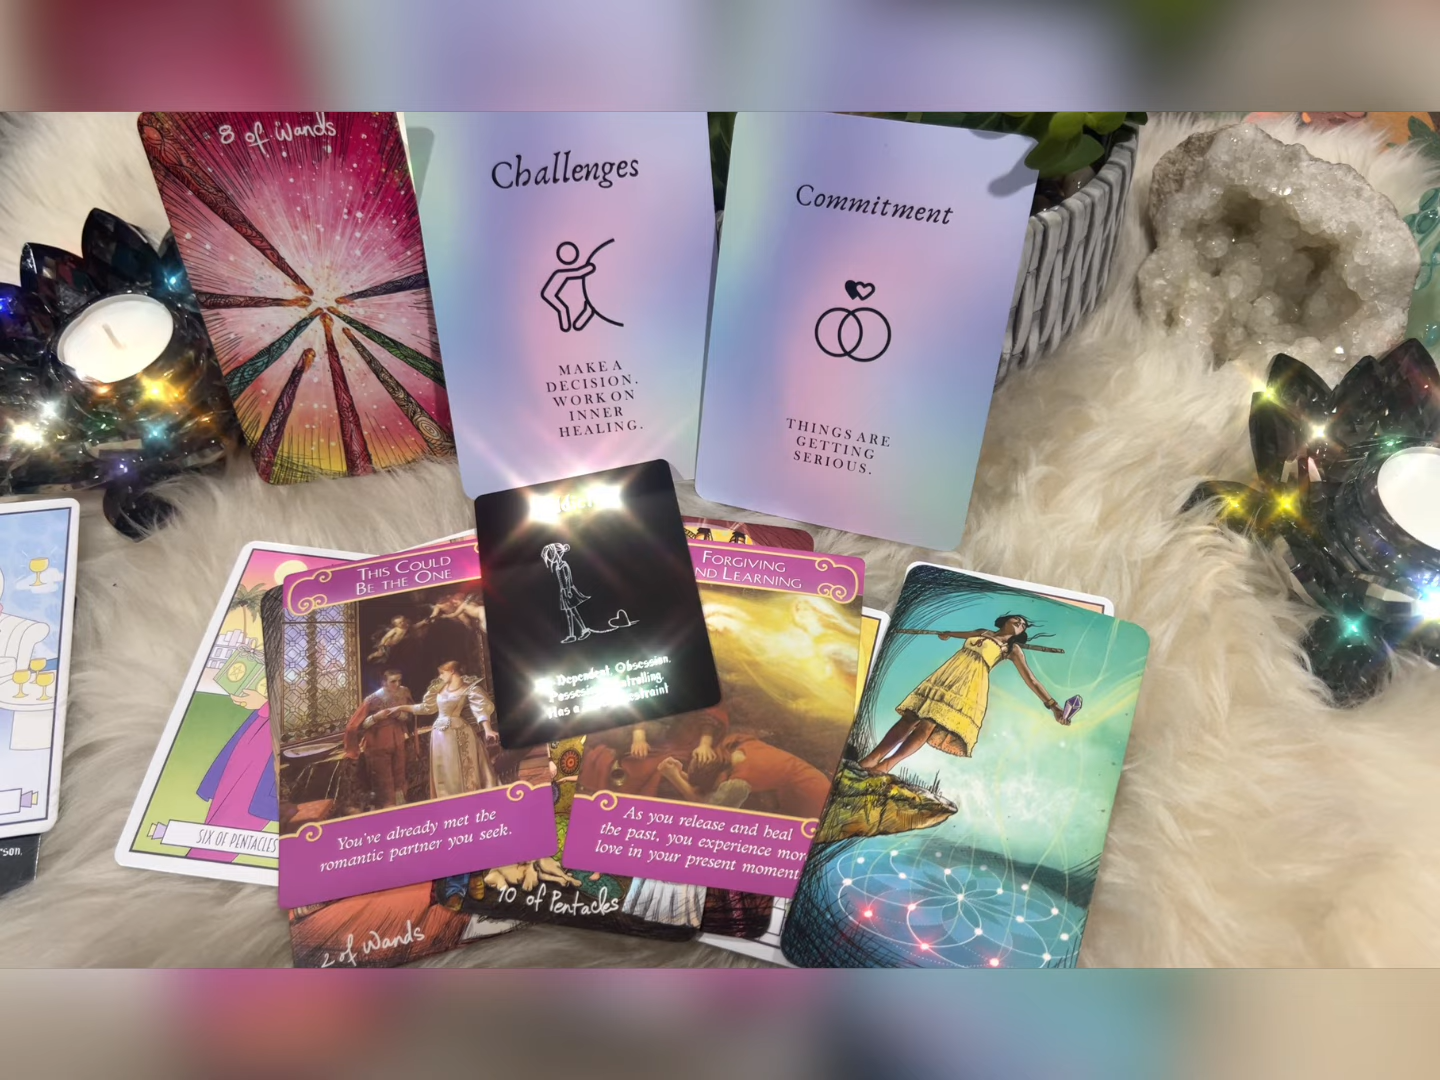 8 of Wands
Challenges
MAKE A
DECISION.
WORK ON
INNER
HEALING.
Commitment
THINGS ARE
GETTING
SERIOUS.
THIS COULD
BE THE ONE
You've already met the
romantic partner you seek.
-Dependent, Obsession,
Has a
FORGIVING
ND LEARNING
As you release and heal
the past, you experience mor
love in your present moment
SIX OF PENTACLES
2 of Wands
10 of Pentacles
rson,